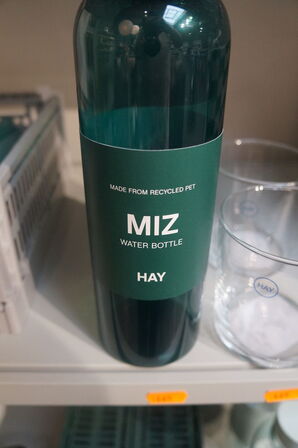 MADE FROM RECYCLED PET
MIZ
WATER BOTTLE
HAY
HAY